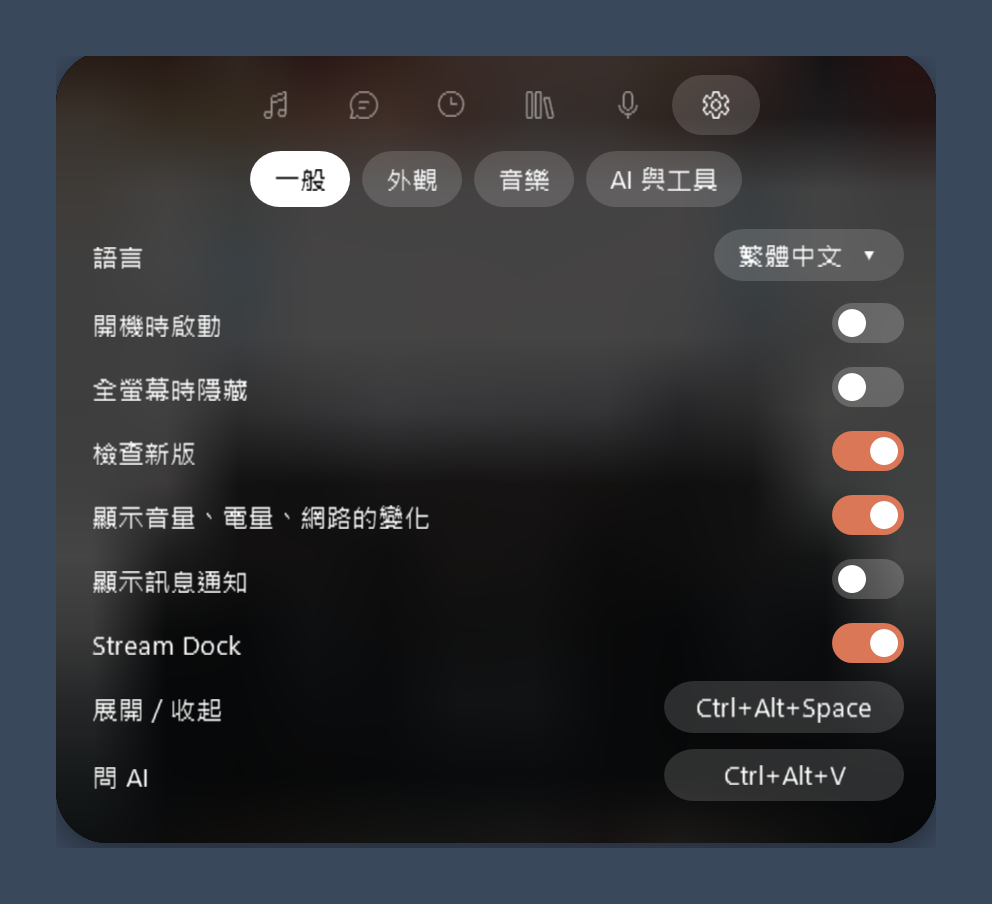 一般 外觀 音樂 AI 與工具
語言 繁體中文
開機時啟動
全螢幕時隱藏
檢查新版
顯示音量、電量、網路的變化
顯示訊息通知
Stream Dock
展開 / 收起 Ctrl+Alt+Space
問 AI Ctrl+Alt+V